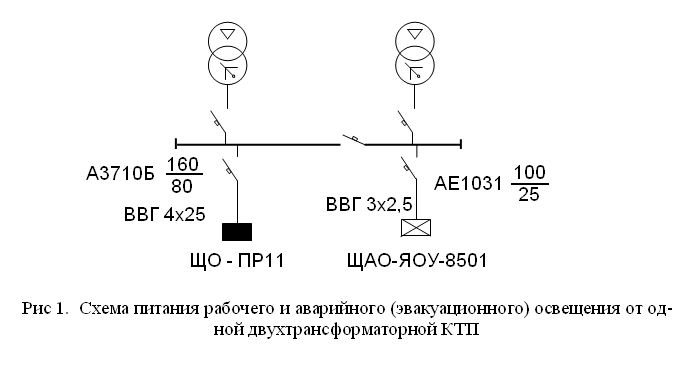 А3710Б 160
80
АЕ1031 100
25
ВВГ 4х25
ВВГ 3х2,5
ЩО - ПР11
ЩАО-ЯОУ-8501
Рис 1. Схема питания рабочего и аварийного (эвакуационного) освещения от од-
ной двухтрансформаторной КТП